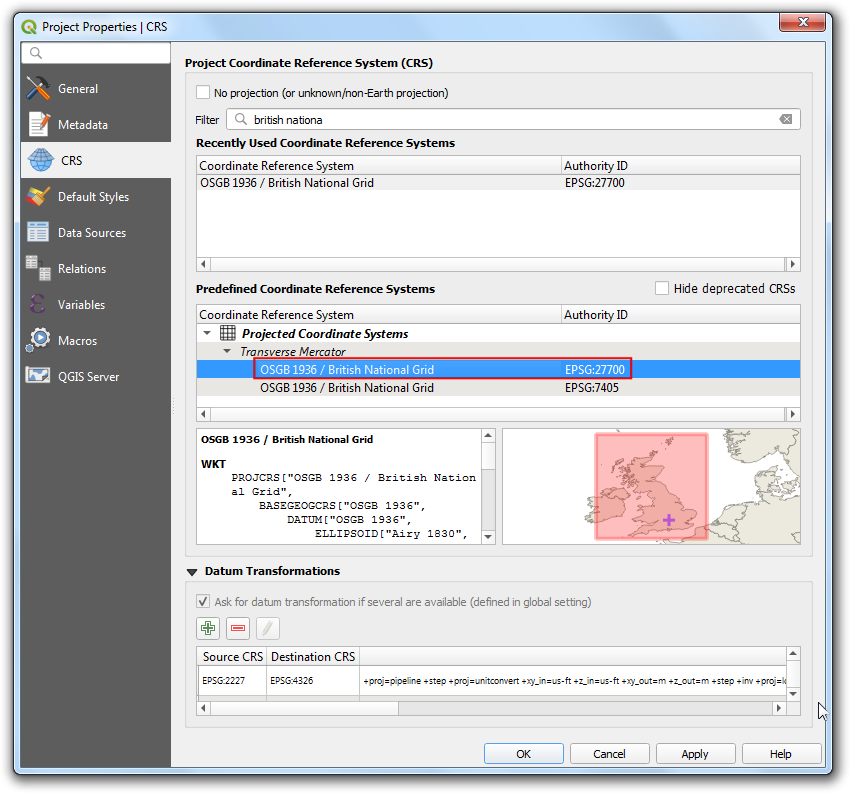 Project Properties | CRS
General
Metadata
CRS
Default Styles
Data Sources
Relations
Variables
Macros
QGIS Server
Project Coordinate Reference System (CRS)
No projection (or unknown/non-Earth projection)
Filter british nationa
Recently Used Coordinate Reference Systems
Coordinate Reference System Authority ID
OSGB 1936 / British National Grid EPSG:27700
Predefined Coordinate Reference Systems Hide deprecated CRSs
Coordinate Reference System Authority ID
Projected Coordinate Systems
Transverse Mercator
OSGB 1936 / British National Grid EPSG:27700
OSGB 1936 / British National Grid EPSG:7405
OSGB 1936 / British National Grid
WKT
PROJCRS["OSGB 1936 / British Nation
al Grid",
BASEGEOGCRS["OSGB 1936",
DATUM["OSGB 1936",
ELLIPSOID["Airy 1830",
Datum Transformations
Ask for datum transformation if several are available (defined in global setting)
Source CRS Destination CRS
EPSG:2227 EPSG:4326 +proj=pipeline +step +proj=unitconvert +xy_in=us-ft +z_in=us-ft +xy_out=m +z_out=m +step +inv +proj=lc
OK Cancel Apply Help